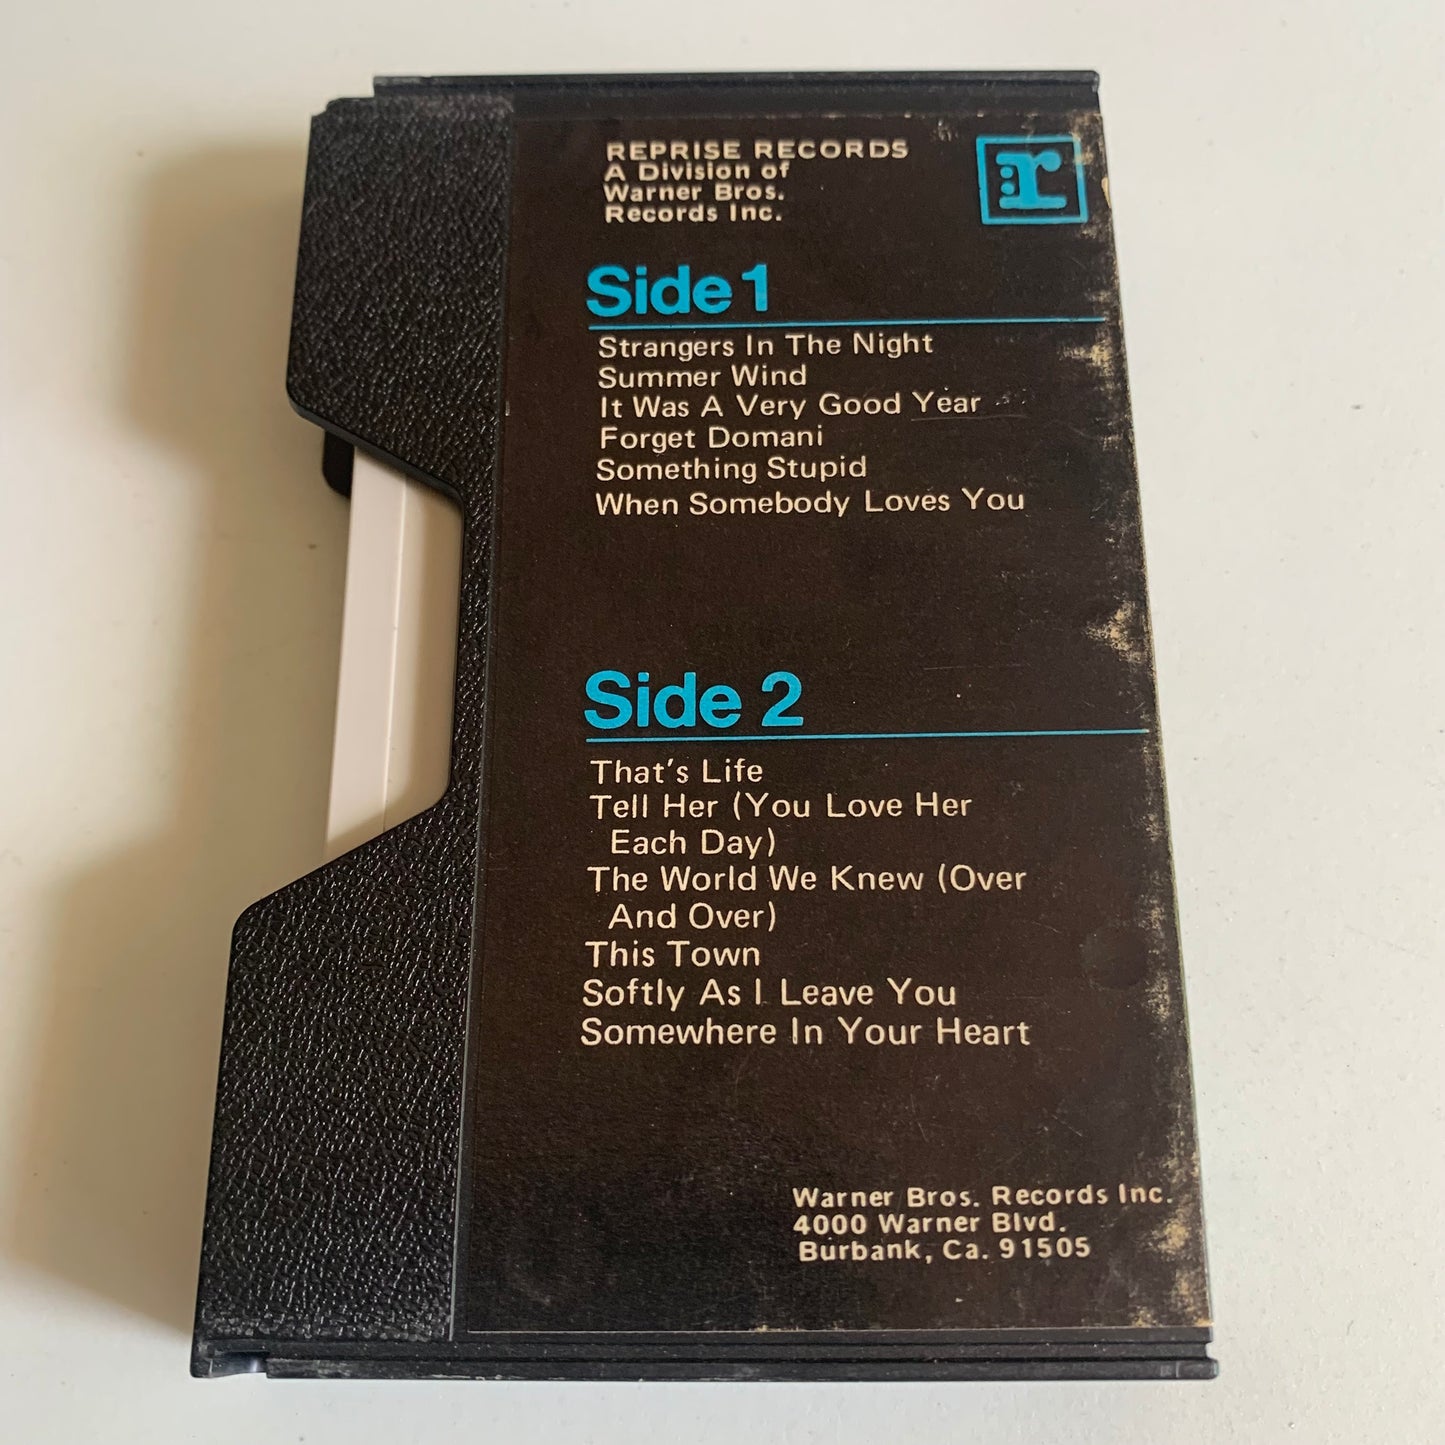 REPRISE RECORDS
A Division of
Warner Bros.
Records Inc.
r
Side 1
Strangers In The Night
Summer Wind
It Was A Very Good Year
Forget Domani
Something Stupid
When Somebody Loves You
Side 2
That's Life
Tell Her (You Love Her
Each Day)
The World We Knew (Over
And Over)
This Town
Softly As I Leave You
Somewhere In Your Heart
Warner Bros. Records Inc.
4000 Warner Blvd.
Burbank, Ca. 91505